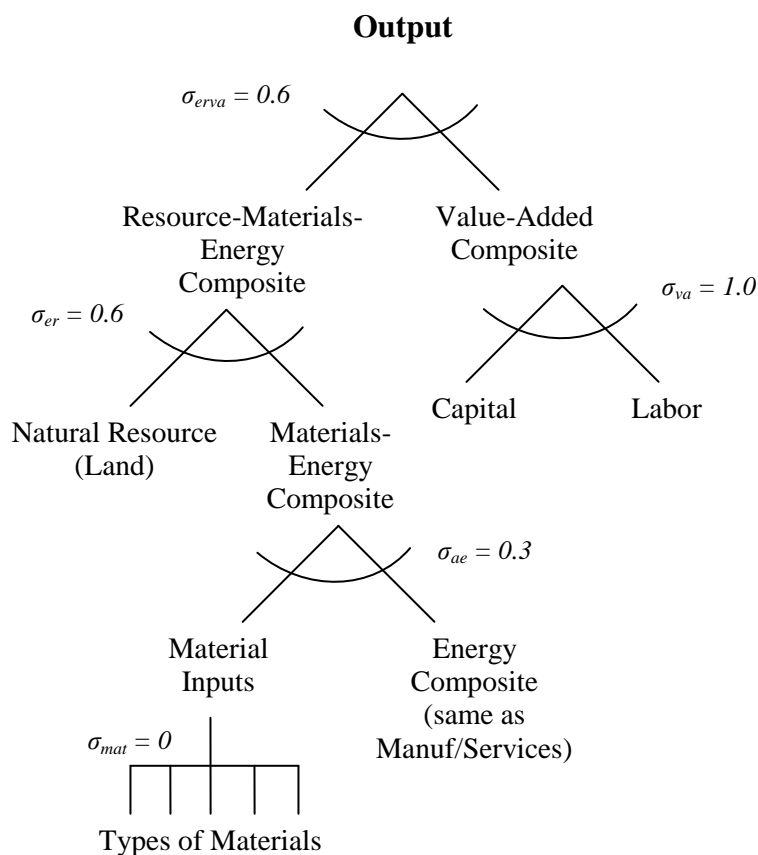 Output
σerva = 0.6
Resource-Materials-
Energy
Composite
Value-Added
Composite
σer = 0.6
σva = 1.0
Natural Resource
(Land)
Materials-
Energy
Composite
Capital
Labor
σae = 0.3
Material
Inputs
Energy
Composite
(same as
Manuf/Services)
σmat = 0
Types of Materials